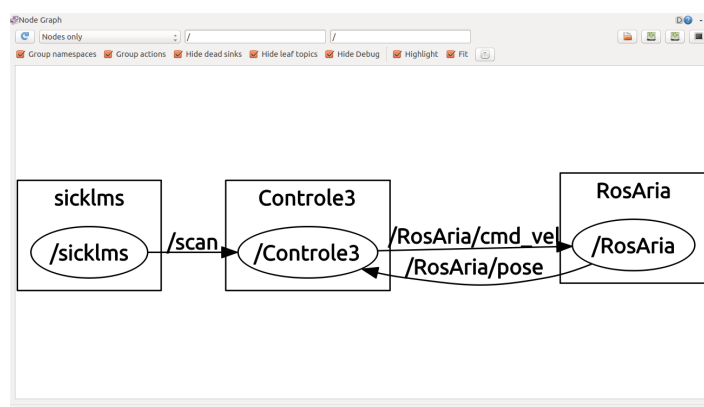 Node Graph D ? -
Nodes only / /
Group namespaces Group actions Hide dead sinks Hide leaf topics Hide Debug Highlight Fit
sicklms Controle3 RosAria
/sicklms /scan /Controle3 /RosAria/cmd_vel /RosAria
/RosAria/pose